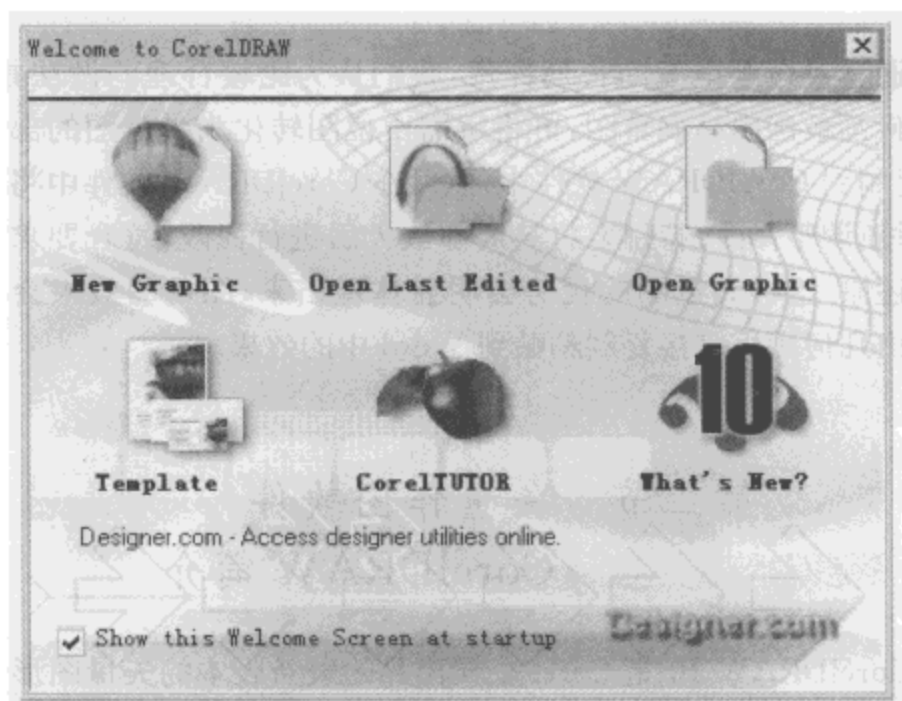 Welcome to CorelDRAW
New Graphic
Open Last Edited
Open Graphic
10
Template
CorelTUTOR
What's New?
Designer.com - Access designer utilities online.
Show this Welcome Screen at startup
Designer.com